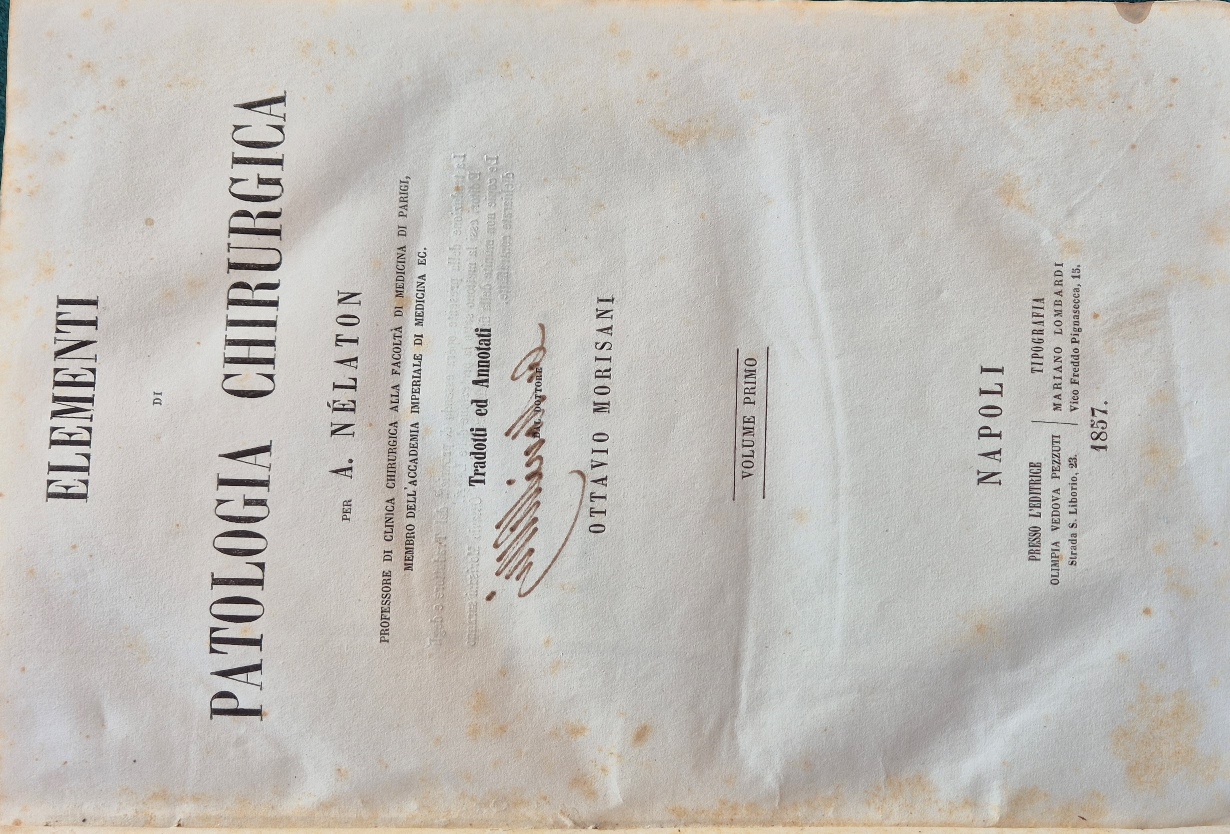 ELEMENTI
DI
PATOLOGIA CHIRURGICA
PER A. NÉLATON
PROFESSORE DI CLINICA CHIRURGICA ALLA FACOLTÀ DI MEDICINA DI PARIGI,
MEMBRO DELL'ACCADEMIA IMPERIALE DI MEDICINA EC.
Tradotti ed Annotati
DAL DOTTORE
OTTAVIO MORISANI
VOLUME PRIMO
NAPOLI
PRESSO L'EDITRICE
OLIMPIA VEDOVA PEZZUTI
Strada S. Liborio, 23.
TIPOGRAFIA
MARIANO LOMBARDI
Vico Freddo Pignasecca, 15.
1857.